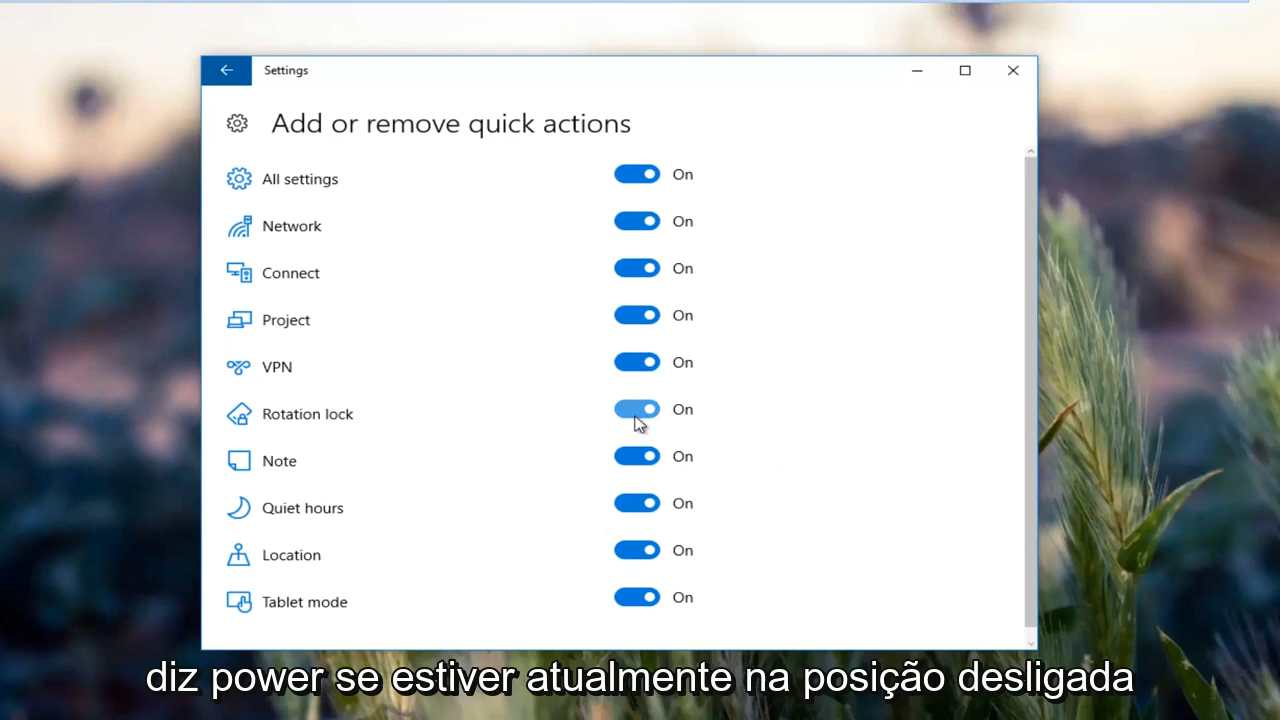 Settings
Add or remove quick actions
All settings On
Network On
Connect On
Project On
VPN On
Rotation lock On
Note On
Quiet hours On
Location On
Tablet mode On
diz power se estiver atualmente na posição desligada